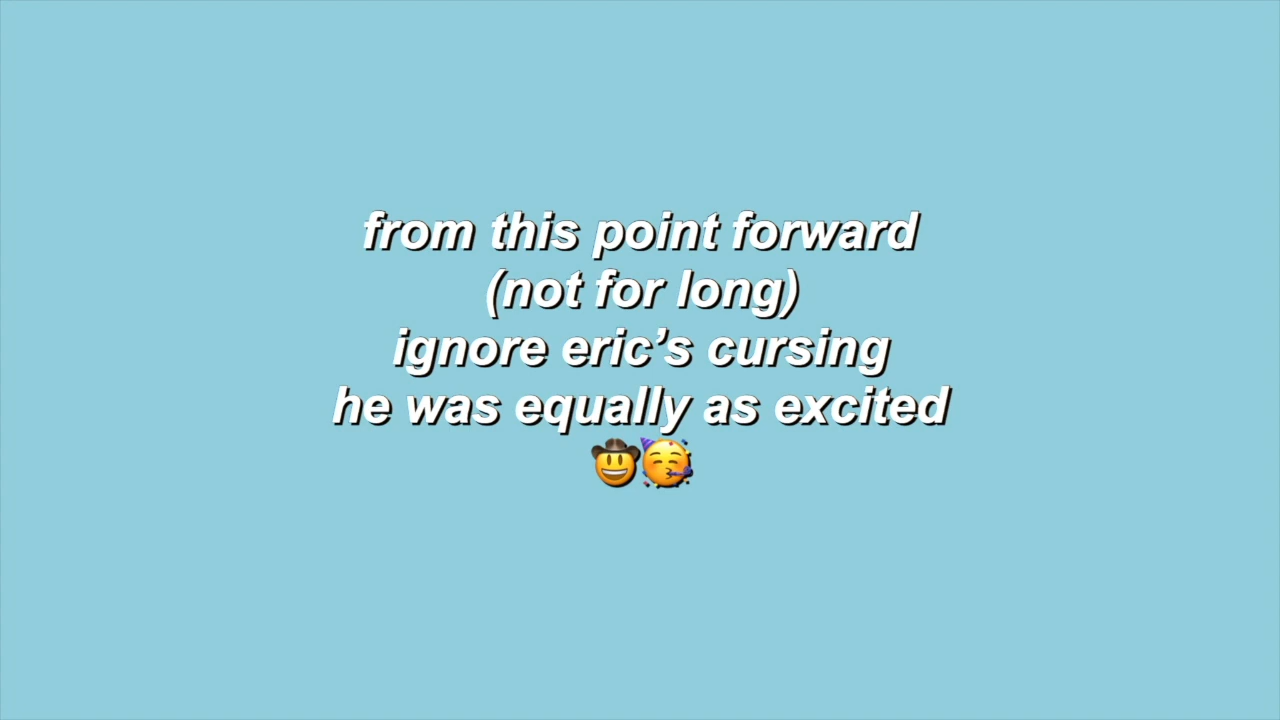 from this point forward
(not for long)
ignore eric’s cursing
he was equally as excited
🤠🥳